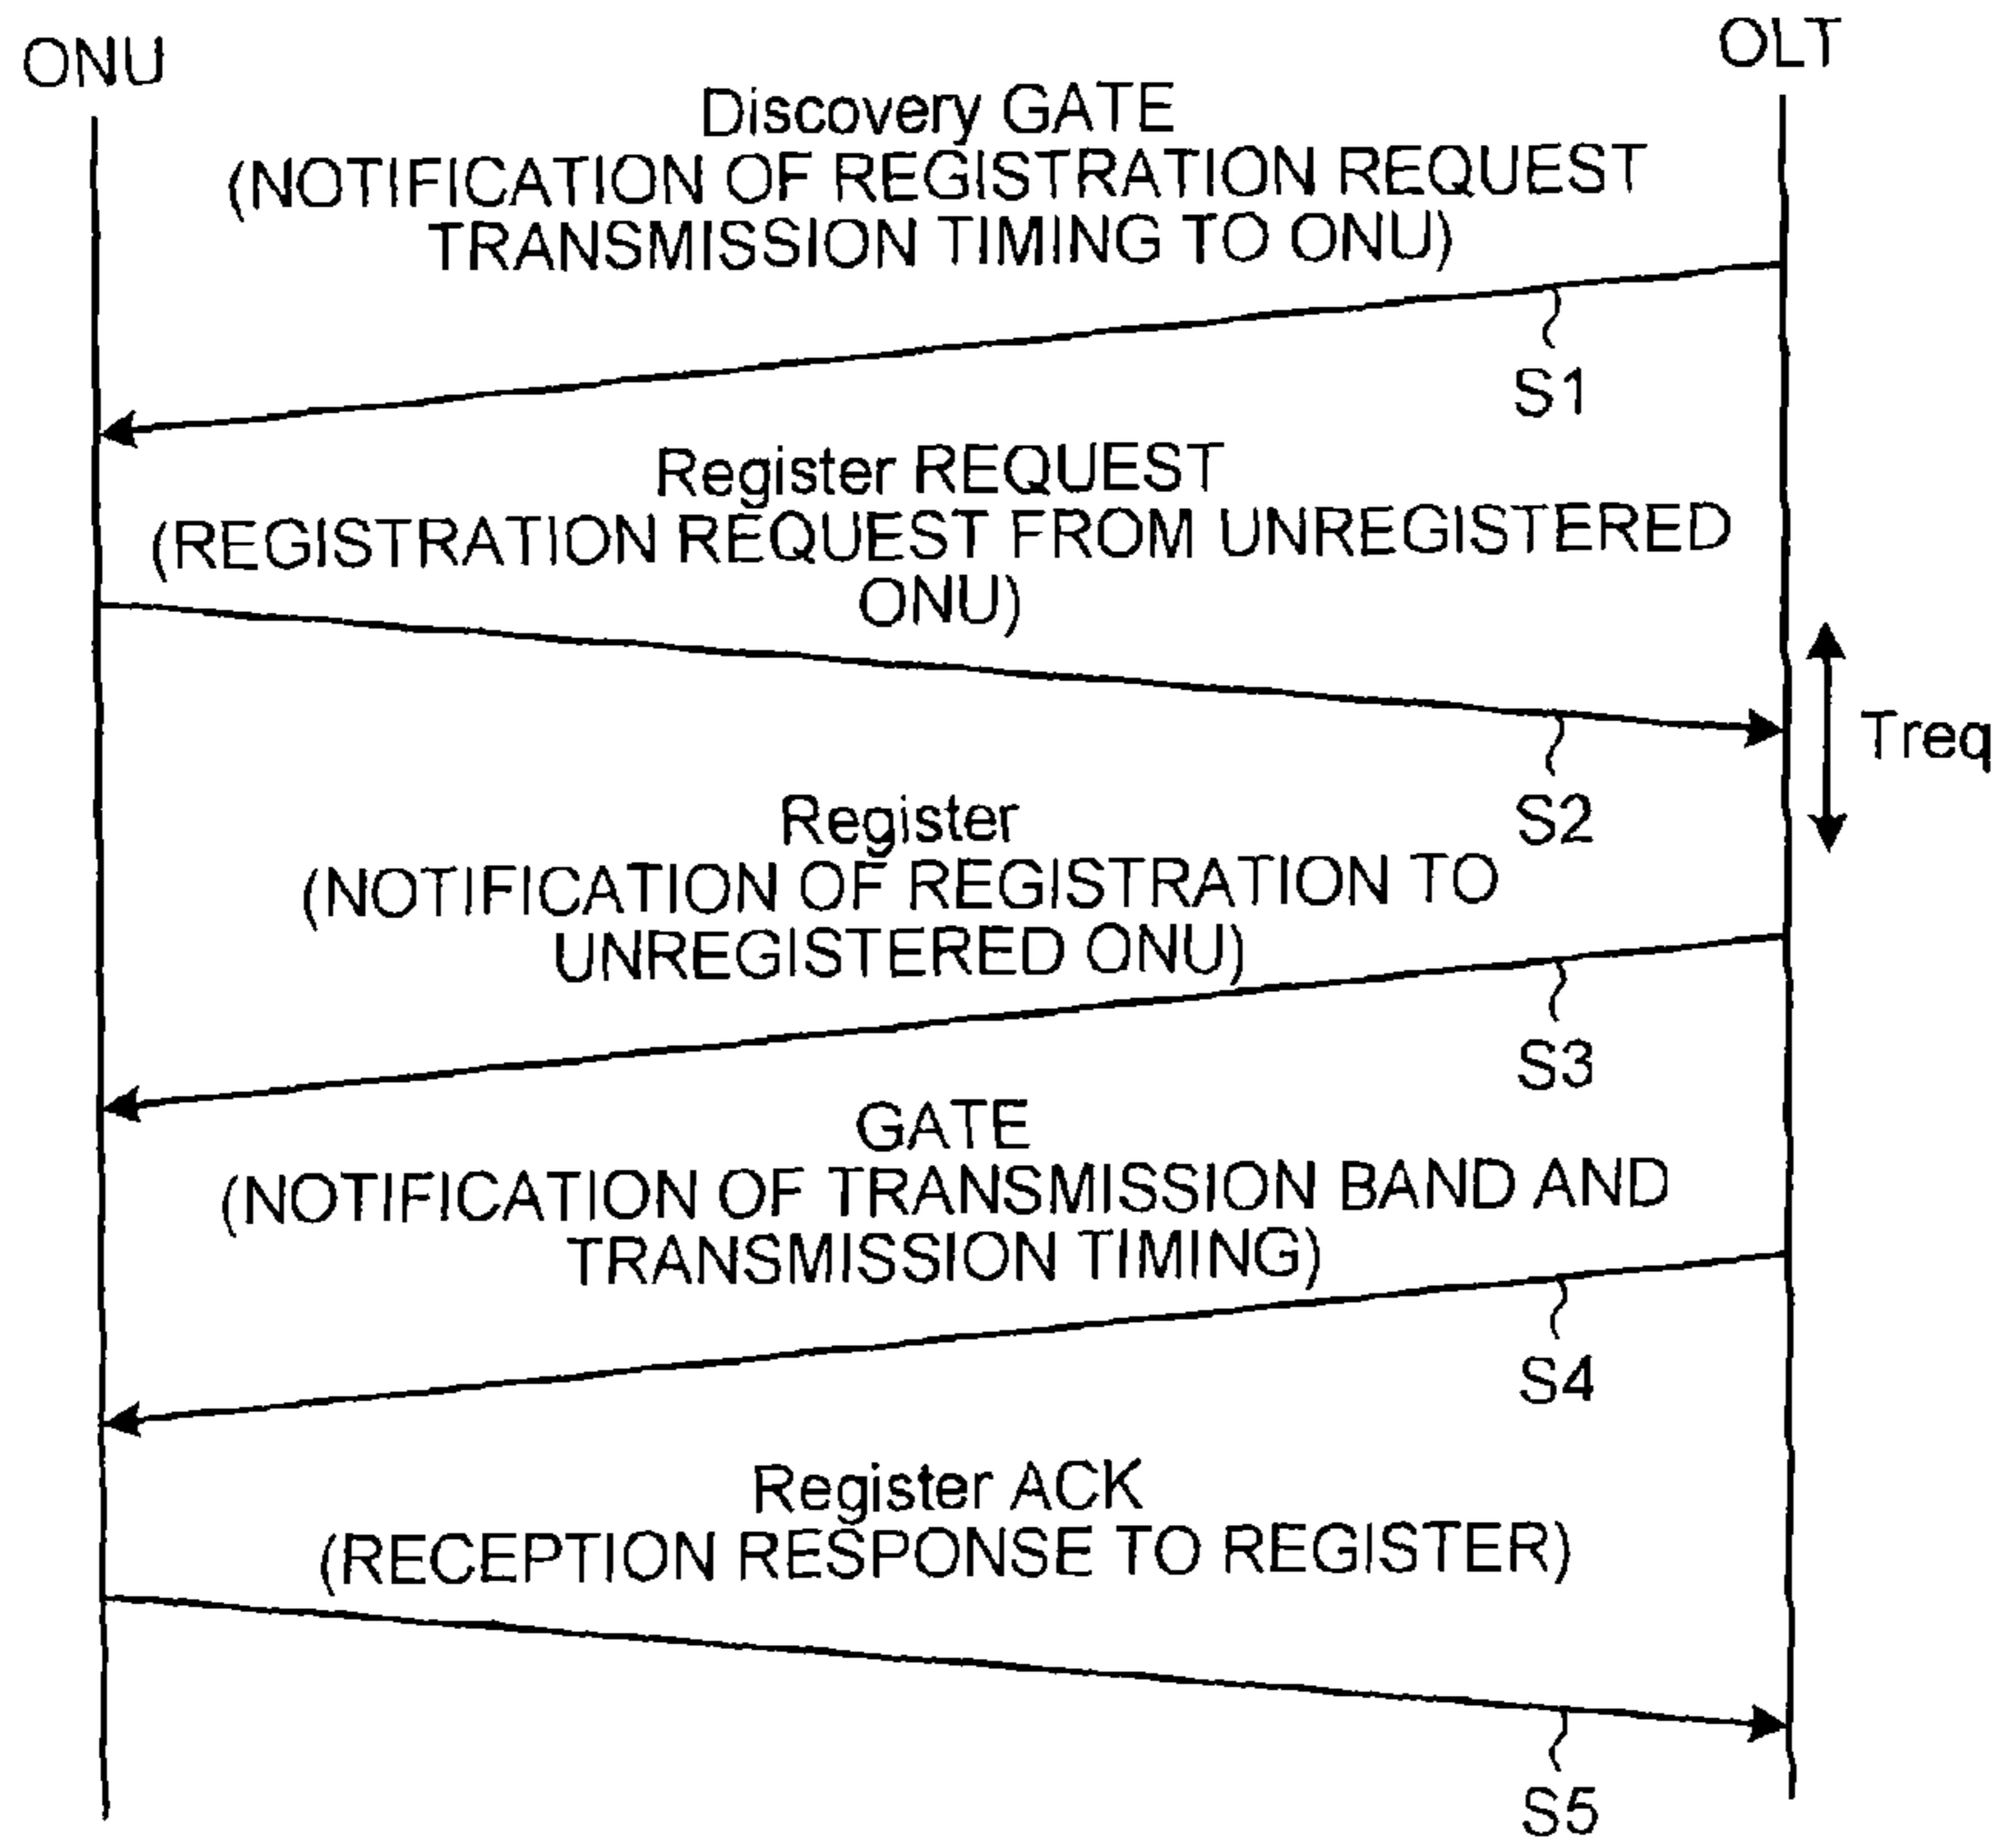 ONU
OLT
Discovery GATE
(NOTIFICATION OF REGISTRATION REQUEST
TRANSMISSION TIMING TO ONU)
S1
Register REQUEST
(REGISTRATION REQUEST FROM UNREGISTERED
ONU)
Treq
S2
Register
(NOTIFICATION OF REGISTRATION TO
UNREGISTERED ONU)
S3
GATE
(NOTIFICATION OF TRANSMISSION BAND AND
TRANSMISSION TIMING)
S4
Register ACK
(RECEPTION RESPONSE TO REGISTER)
S5